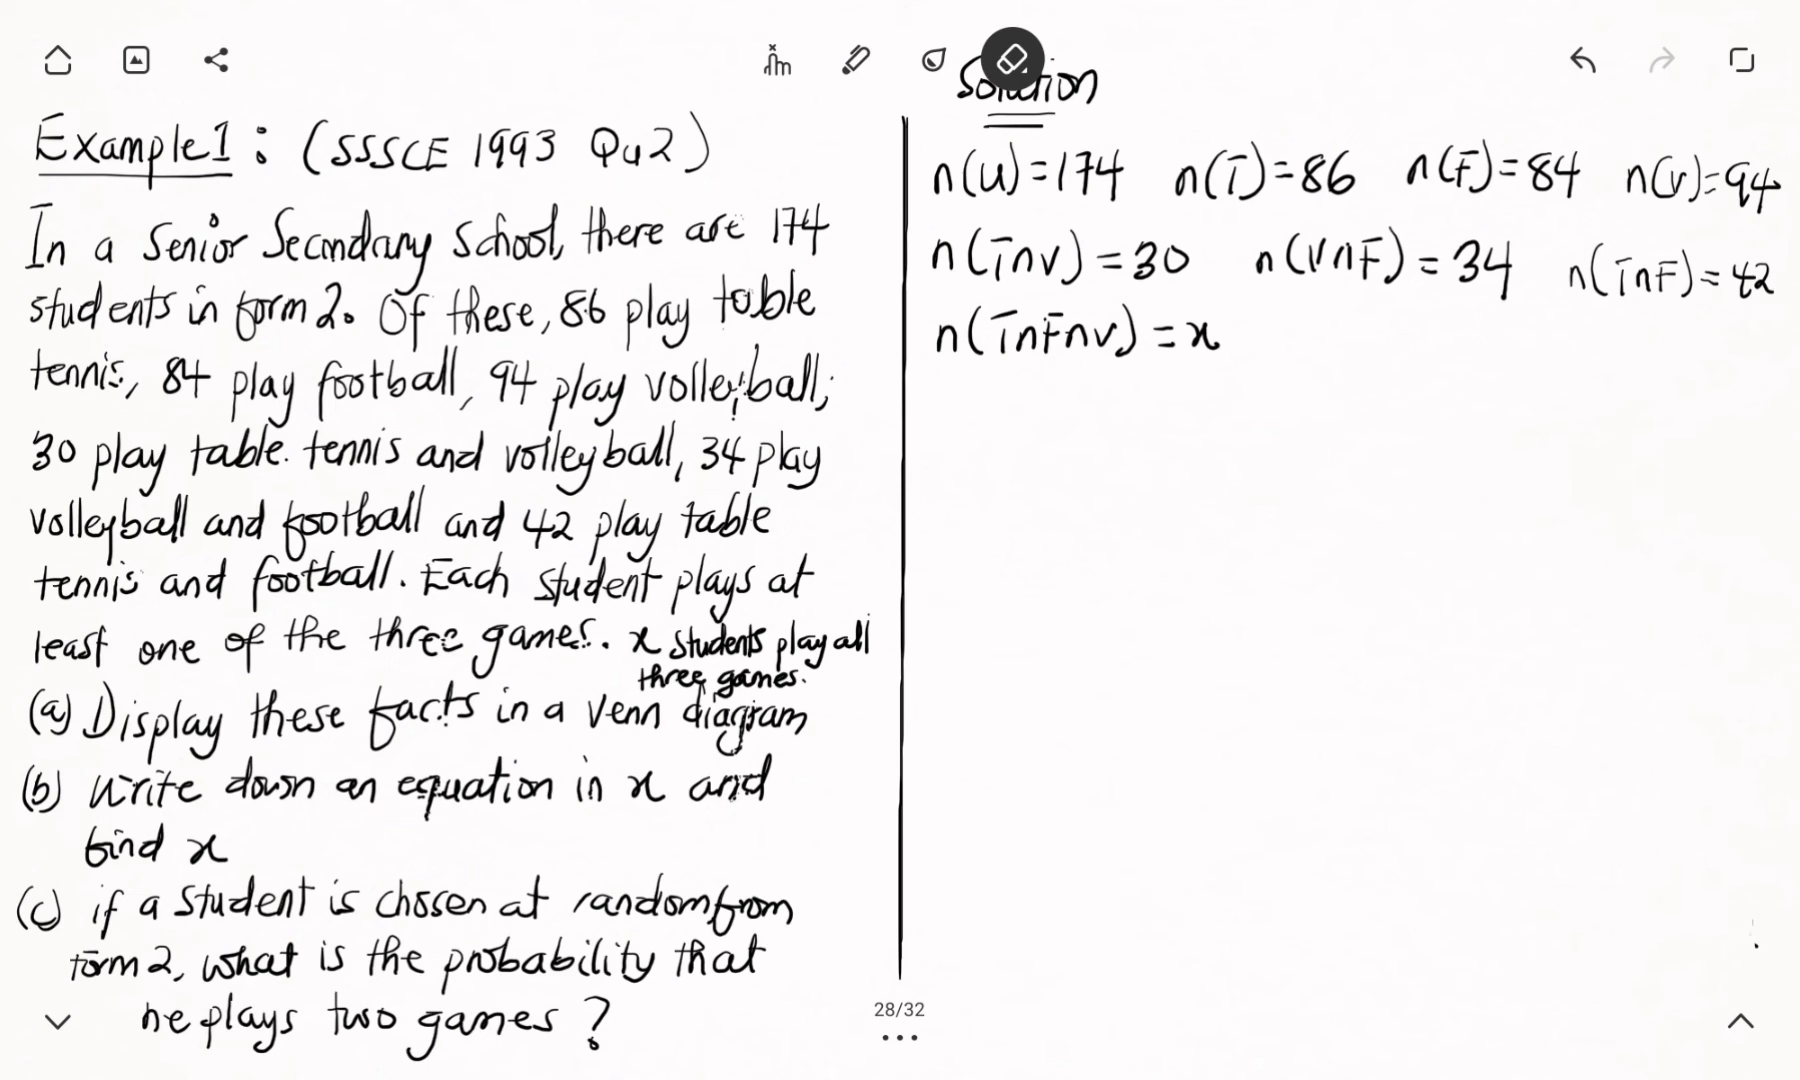 Solution
Example 1 : (SSSCE 1993 Qu2)
In a Senior Secondary School, there are 174
students in form 2. Of these, 86 play table
tennis, 84 play football, 94 play volleyball;
30 play table tennis and volleyball, 34 play
volleyball and football and 42 play table
tennis and football. Each student plays at
least one of the three games. x students play all
three games.
(a) Display these facts in a Venn diagram
(b) Write down an equation in x and
find x
(c) if a student is chosen at random from
form 2, what is the probability that
he plays two games ?
n(U)=174 n(T)=86 n(F)=84 n(V)=94
n(T∩V)=30 n(V∩F)=34 n(T∩F)=42
n(T∩F∩V)=x
28/32